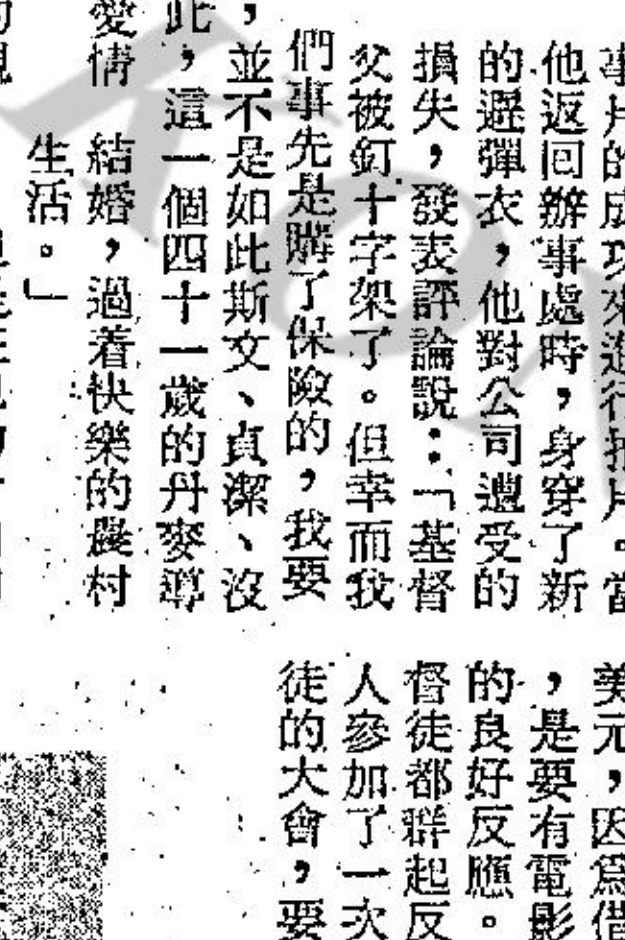 事片的成功來進行拍片。當
他返回辦事處時，身穿了新
的避彈衣，他對公司遭受的
損失，發表評論說：「基督
父被釘十字架了。但幸而我
們事先是購了保險的，我要
，並不是如此斯文、貞潔、沒
此，這一個四十一歲的丹麥導
愛情 結婚，過着快樂的農村
生活。」
美元，因爲借
，是要有電影
的良好反應。
督徒都群起反
人參加了一次
徒的大會，要